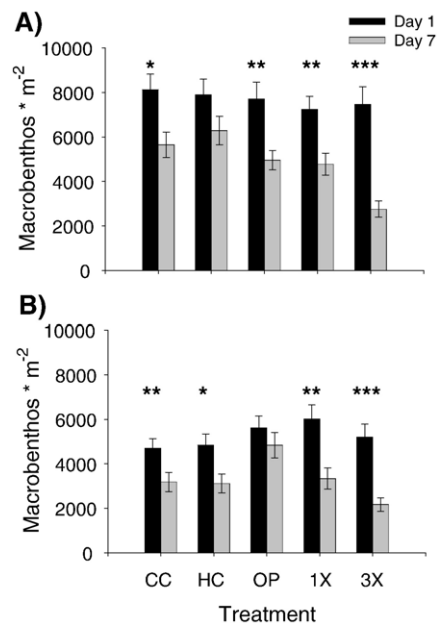 A)
Day 1
Day 7
10000
8000
6000
4000
2000
0
Macrobenthos * m-2
* ** ** ***
B)
10000
8000
6000
4000
2000
0
Macrobenthos * m-2
** * ** ***
CC HC OP 1X 3X
Treatment